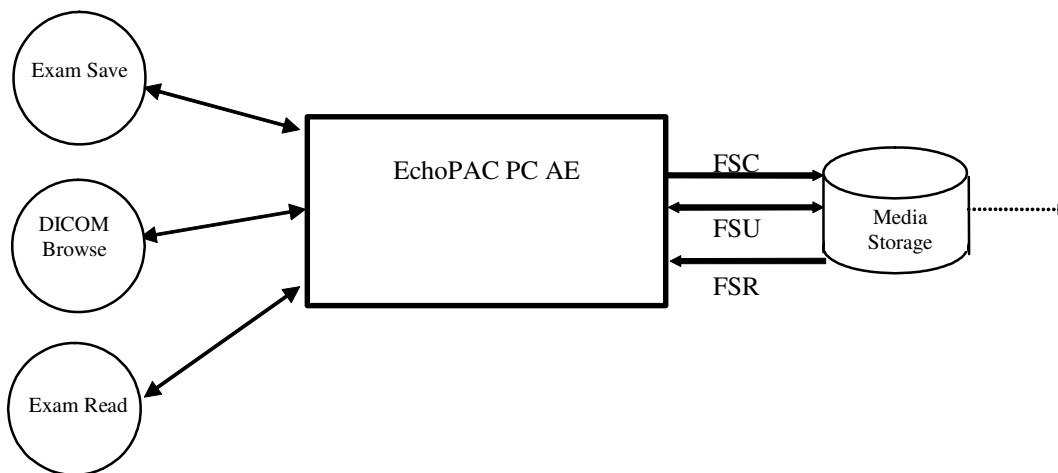 Exam Save
DICOM
Browse
Exam Read
EchoPAC PC AE
FSC
FSU
FSR
Media
Storage